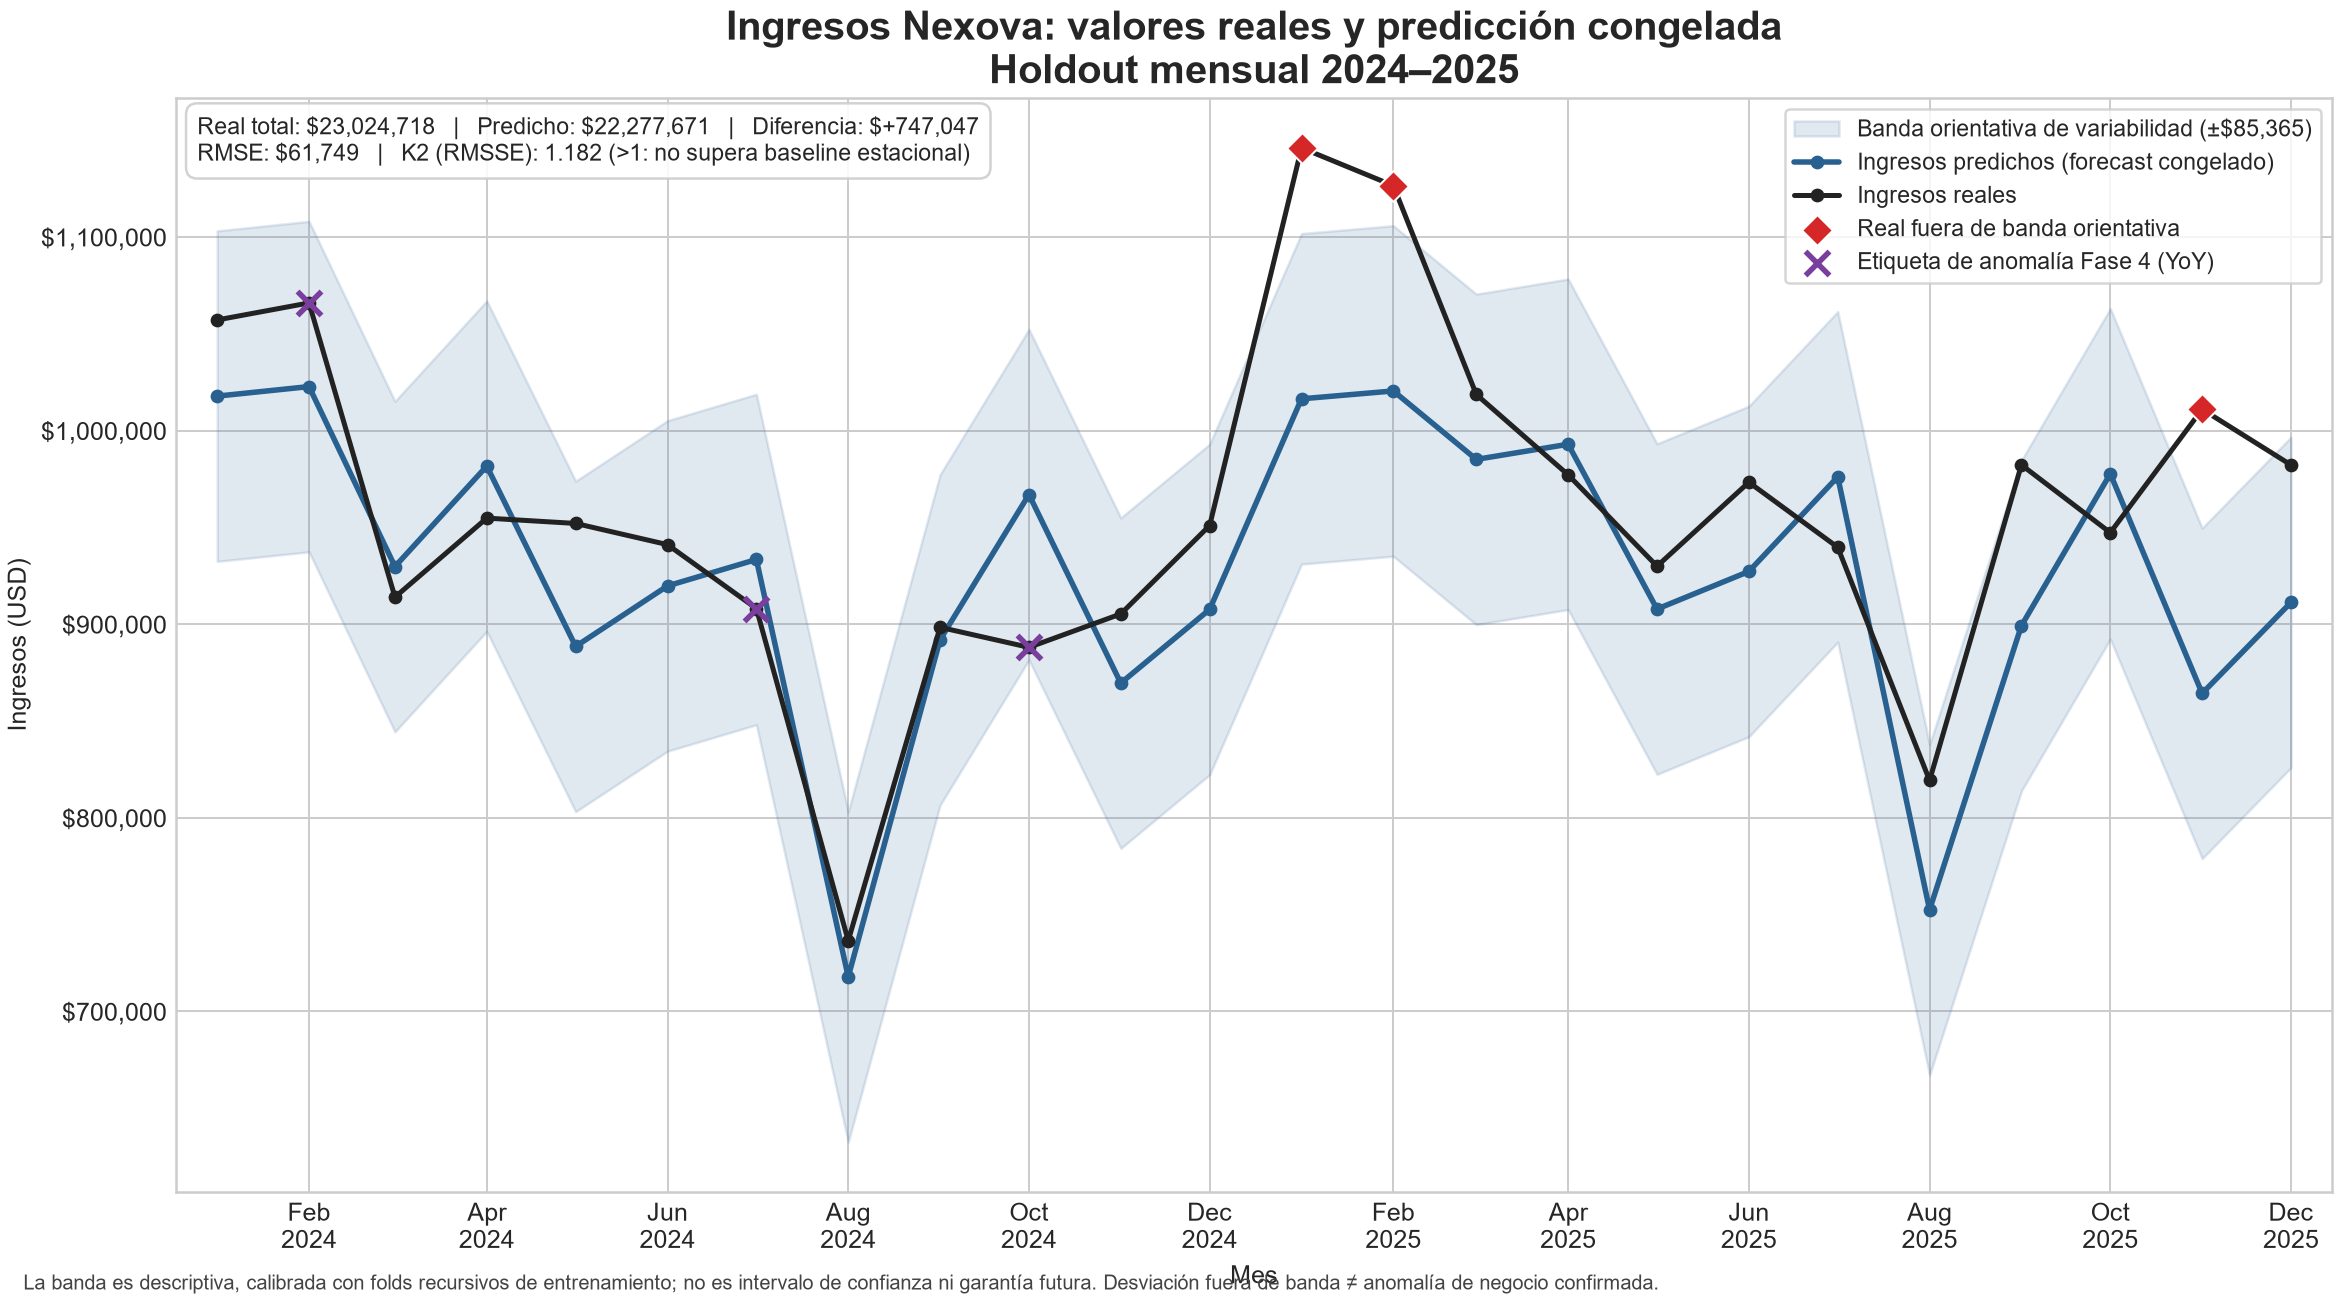 Ingresos Nexova: valores reales y predicción congelada
Holdout mensual 2024–2025
Real total: $23,024,718   |   Predicho: $22,277,671   |   Diferencia: $+747,047
RMSE: $61,749   |   K2 (RMSSE): 1.182 (>1: no supera baseline estacional)
Banda orientativa de variabilidad (±$85,365)
Ingresos predichos (forecast congelado)
Ingresos reales
Real fuera de banda orientativa
Etiqueta de anomalía Fase 4 (YoY)
Ingresos (USD)
$1,100,000
$1,000,000
$900,000
$800,000
$700,000
Feb Apr Jun Aug Oct Dec Feb Apr Jun Aug Oct Dec
2024 2024 2024 2024 2024 2024 2025 2025 2025 2025 2025 2025
Mes
La banda es descriptiva, calibrada con folds recursivos de entrenamiento; no es intervalo de confianza ni garantía futura. Desviación fuera de banda ≠ anomalía de negocio confirmada.